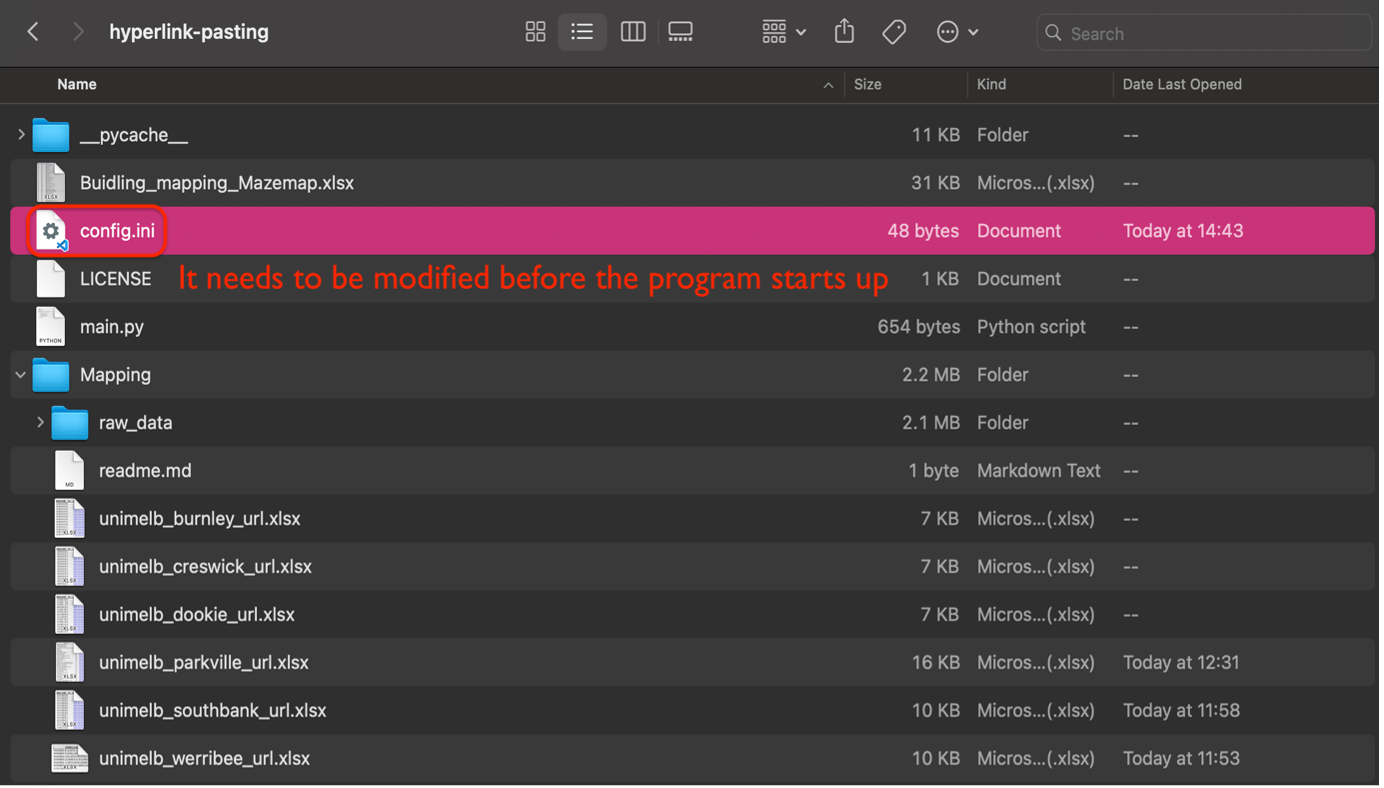 hyperlink-pasting
Search
Name Size Kind Date Last Opened
__pycache__ 11 KB Folder --
Buidling_mapping_Mazemap.xlsx 31 KB Micros...(.xlsx) --
config.ini 48 bytes Document Today at 14:43
LICENSE It needs to be modified before the program starts up 1 KB Document --
main.py 654 bytes Python script --
Mapping 2.2 MB Folder --
raw_data 2.1 MB Folder --
readme.md 1 byte Markdown Text --
unimelb_burnley_url.xlsx 7 KB Micros...(.xlsx) --
unimelb_creswick_url.xlsx 7 KB Micros...(.xlsx) --
unimelb_dookie_url.xlsx 7 KB Micros...(.xlsx) --
unimelb_parkville_url.xlsx 16 KB Micros...(.xlsx) Today at 12:31
unimelb_southbank_url.xlsx 10 KB Micros...(.xlsx) Today at 11:58
unimelb_werribee_url.xlsx 10 KB Micros...(.xlsx) Today at 11:53